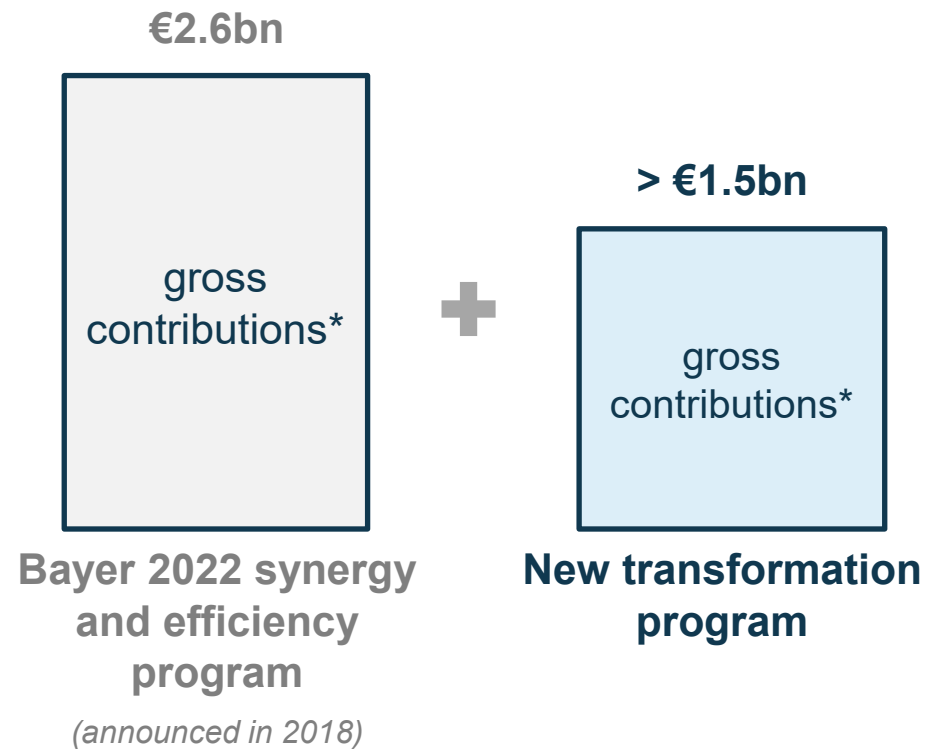 €2.6bn
gross
contributions*
Bayer 2022 synergy
and efficiency
program
(announced in 2018)
> €1.5bn
gross
contributions*
New transformation
program